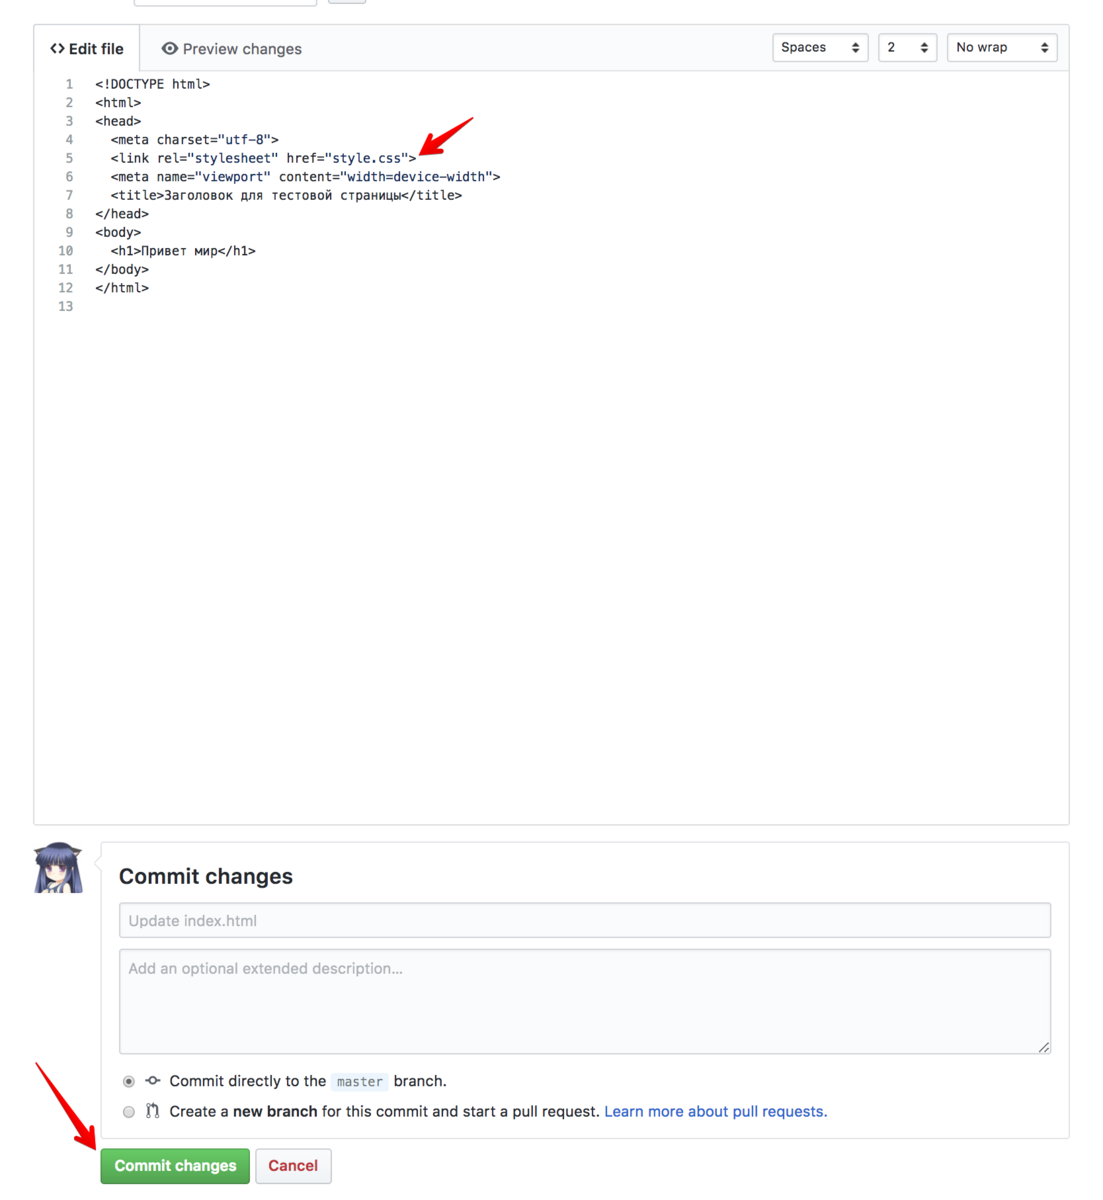 Edit file
Preview changes
Spaces
2
No wrap
1 <!DOCTYPE html>
2 <html>
3 <head>
4   <meta charset="utf-8">
5   <link rel="stylesheet" href="style.css">
6   <meta name="viewport" content="width=device-width">
7   <title>Заголовок для тестовой страницы</title>
8 </head>
9 <body>
10   <h1>Привет мир</h1>
11 </body>
12 </html>
13
Commit changes
Update index.html
Add an optional extended description...
Commit directly to the master branch.
Create a new branch for this commit and start a pull request. Learn more about pull requests.
Commit changes
Cancel